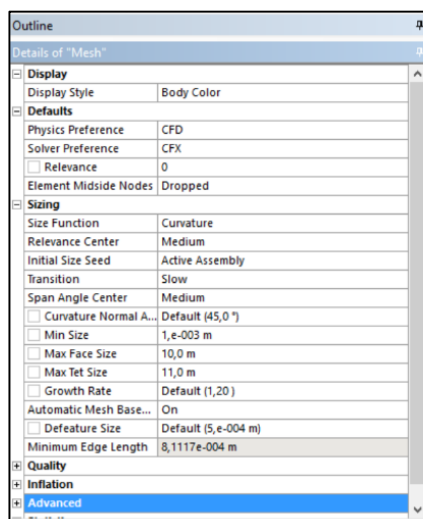 Outline
Details of "Mesh"
Display
Display Style Body Color
Defaults
Physics Preference CFD
Solver Preference CFX
Relevance 0
Element Midside Nodes Dropped
Sizing
Size Function Curvature
Relevance Center Medium
Initial Size Seed Active Assembly
Transition Slow
Span Angle Center Medium
Curvature Normal A... Default (45,0 °)
Min Size 1,e-003 m
Max Face Size 10,0 m
Max Tet Size 11,0 m
Growth Rate Default (1,20 )
Automatic Mesh Base... On
Defeature Size Default (5,e-004 m)
Minimum Edge Length 8,1117e-004 m
Quality
Inflation
Advanced